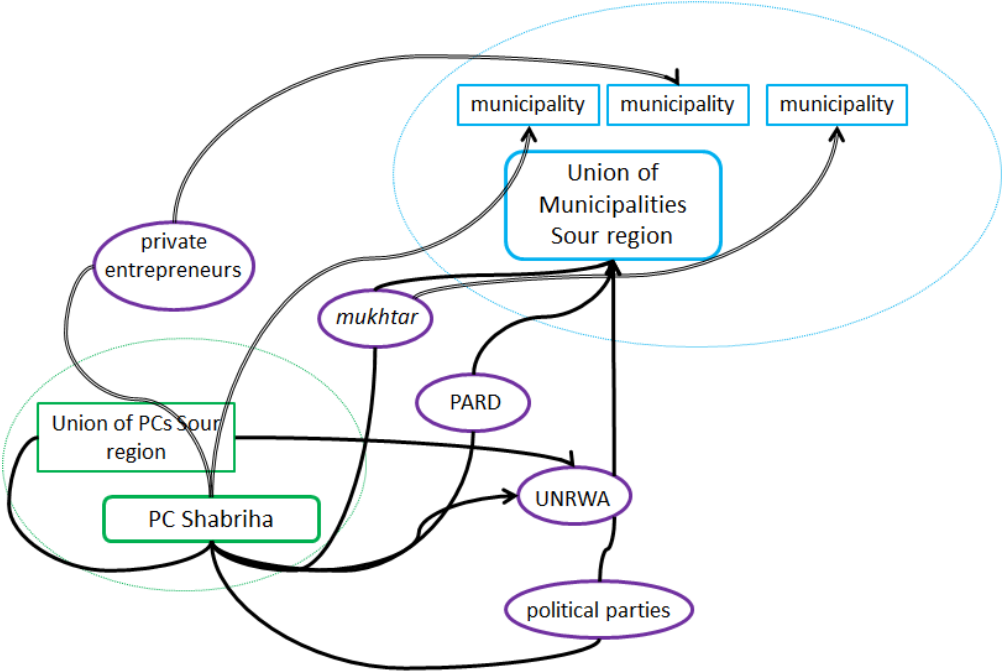 municipality
municipality
municipality
Union of
Municipalities
Sour region
private
entrepreneurs
mukhtar
PARD
Union of PCs Sour
region
UNRWA
PC Shabriha
political parties